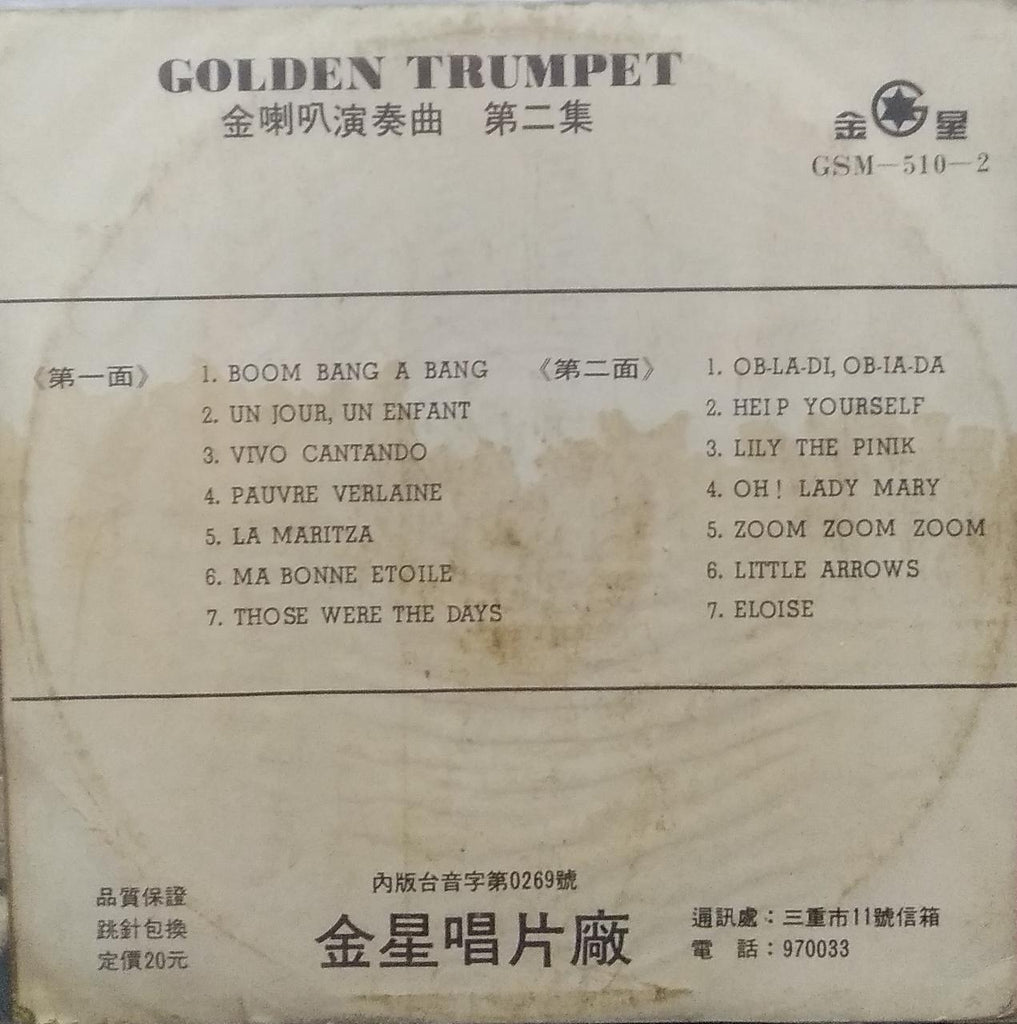 GOLDEN TRUMPET
金喇叭演奏曲 第二集
金 G 星
GSM—510—2
《第一面》
1. BOOM BANG A BANG
2. UN JOUR, UN ENFANT
3. VIVO CANTANDO
4. PAUVRE VERLAINE
5. LA MARITZA
6. MA BONNE ETOILE
7. THOSE WERE THE DAYS
《第二面》
1. OB-LA-DI, OB-IA-DA
2. HEIP YOURSELF
3. LILY THE PINIK
4. OH! LADY MARY
5. ZOOM ZOOM ZOOM
6. LITTLE ARROWS
7. ELOISE
品質保證
跳針包換
定價20元
內版台音字第0269號
金星唱片廠
通訊處：三重市11號信箱
電 話：970033